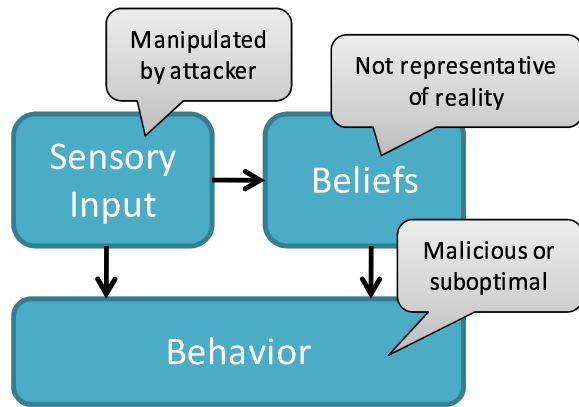 Manipulated
by attacker
Not representative
of reality
Sensory
Input
Beliefs
Malicious or
suboptimal
Behavior